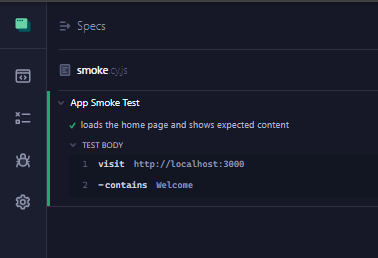 Specs
smoke.cy.js
App Smoke Test
loads the home page and shows expected content
TEST BODY
1 visit http://localhost:3000
2 -contains Welcome